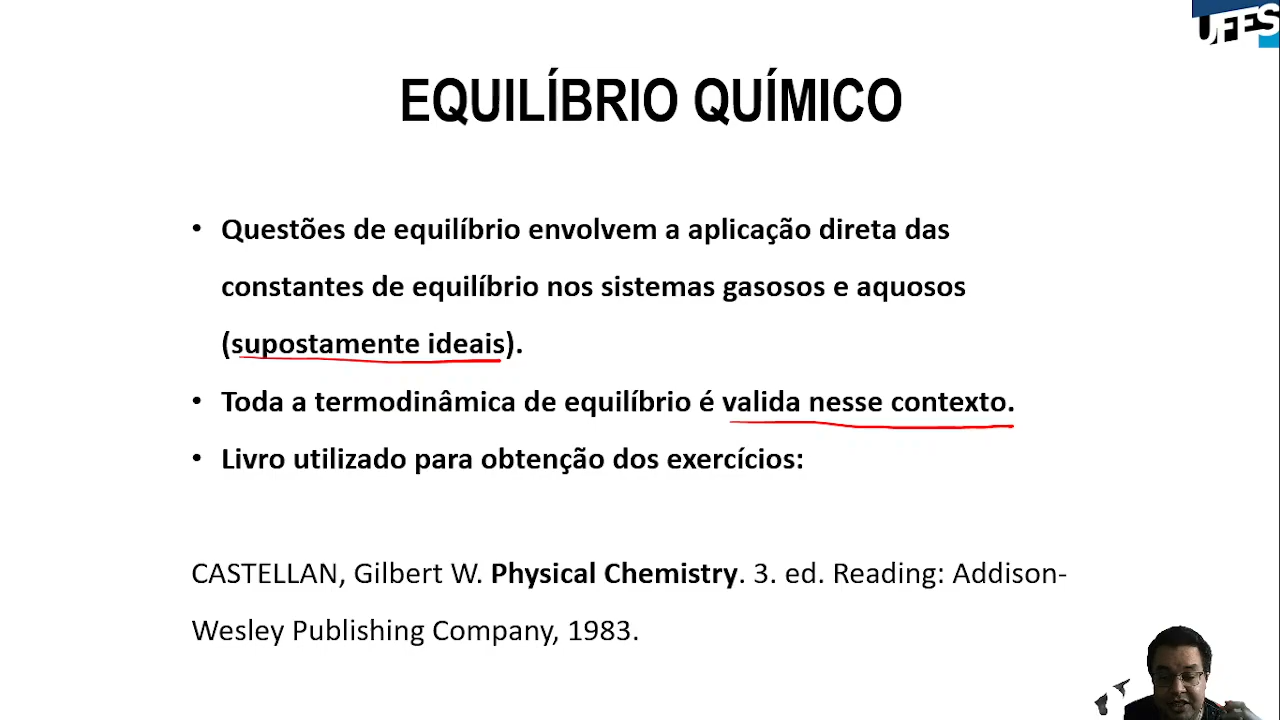 UFES
EQUILÍBRIO QUÍMICO
• Questões de equilíbrio envolvem a aplicação direta das
constantes de equilíbrio nos sistemas gasosos e aquosos
(supostamente ideais).
• Toda a termodinâmica de equilíbrio é valida nesse contexto.
• Livro utilizado para obtenção dos exercícios:
CASTELLAN, Gilbert W. Physical Chemistry. 3. ed. Reading: Addison-
Wesley Publishing Company, 1983.